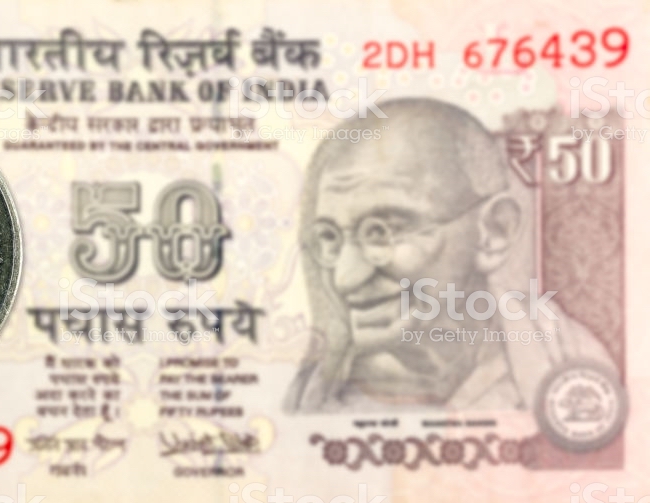 भारतीय रिज़र्व बैंक 2DH 676439
SERVE BANK OF INDIA
केन्द्रीय सरकार द्वारा प्रत्याभूत
GUARANTEED BY THE CENTRAL GOVERNMENT
₹50
50
पचास रुपये
मैं धारक को
पचास रुपये
अदा करने का
वचन देता हूँ।
I PROMISE TO
PAY THE BEARER
THE SUM OF
FIFTY RUPEES
9
गवर्नर
GOVERNOR
iStock
by Getty Images
iStock
by Getty Images
iStock
by Getty Images
iStock
by Getty Images